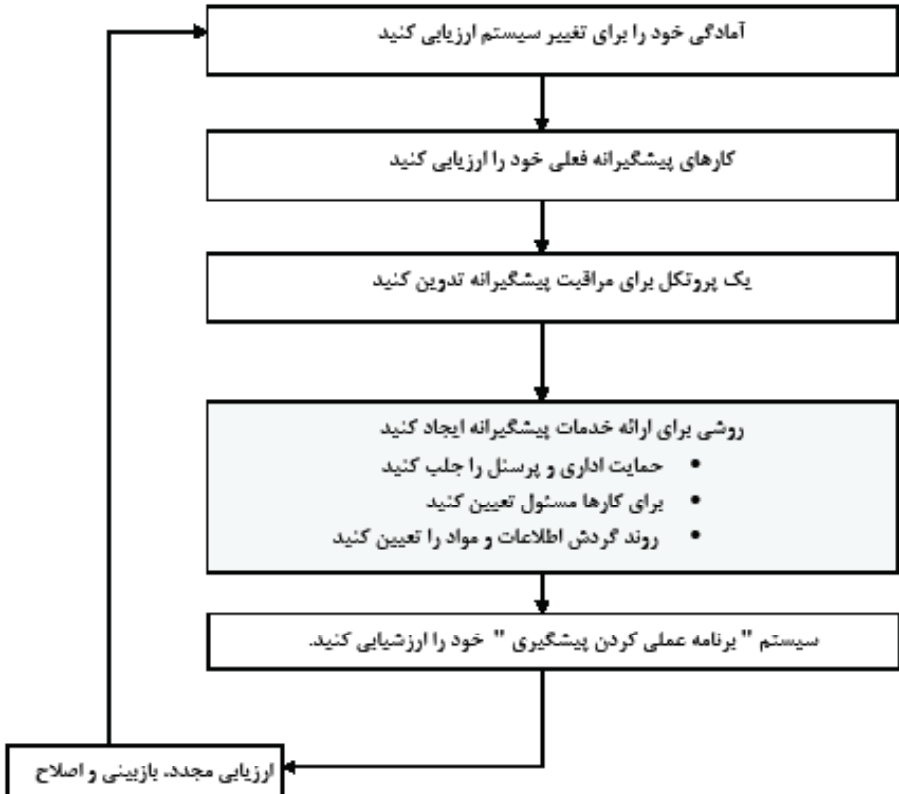 آمادگی خود را برای تغییر سیستم ارزیابی کنید
کارهای پیشگیرانه فعلی خود را ارزیابی کنید
یک پروتکل برای مراقبت پیشگیرانه تدوین کنید
روشی برای ارائه خدمات پیشگیرانه ایجاد کنید
• حمایت اداری و پرسنل را جلب کنید
• برای کارها مسئول تعیین کنید
• روند گردش اطلاعات و مواد را تعیین کنید
سیستم " برنامه عملی کردن پیشگیری " خود را ارزشیابی کنید.
ارزیابی مجدد، بازبینی و اصلاح